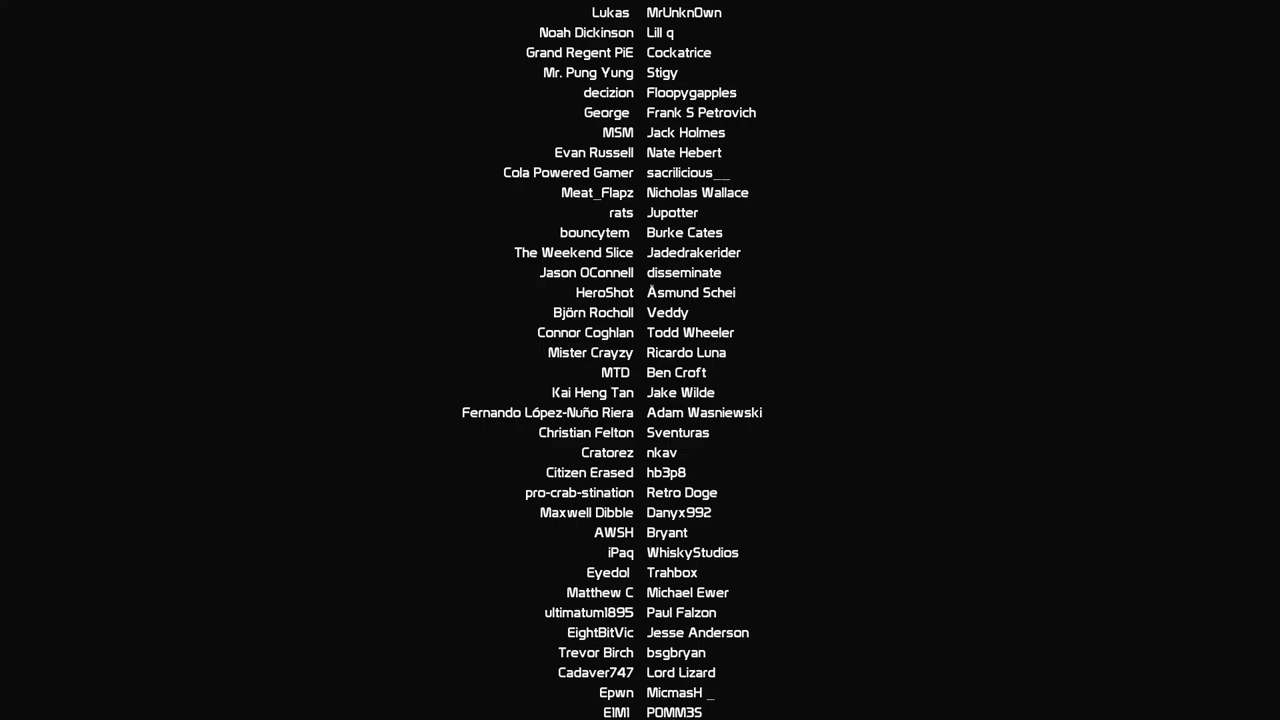 Lukas MrUnkn0wn
Noah Dickinson Lill q
Grand Regent PiE Cockatrice
Mr. Pung Yung Stigy
decizion Floopygapples
George Frank S Petrovich
MSM Jack Holmes
Evan Russell Nate Hebert
Cola Powered Gamer sacrilicious__
Meat_Flapz Nicholas Wallace
rats Jupotter
bouncytem Burke Cates
The Weekend Slice Jadedrakerider
Jason OConnell disseminate
HeroShot Åsmund Schei
Björn Rocholl Veddy
Connor Coghlan Todd Wheeler
Mister Crayzy Ricardo Luna
MTD Ben Croft
Kai Heng Tan Jake Wilde
Fernando López-Nuño Riera Adam Wasniewski
Christian Felton Sventuras
Cratorez nkav
Citizen Erased hb3p8
pro-crab-stination Retro Doge
Maxwell Dibble Danyx992
AWSH Bryant
iPaq WhiskyStudios
Eyedol Trahbox
Matthew C Michael Ewer
ultimatum1895 Paul Falzon
EightBitVic Jesse Anderson
Trevor Birch bsgbryan
Cadaver747 Lord Lizard
Epwn MicmasH _
E1M1 P0MM3S